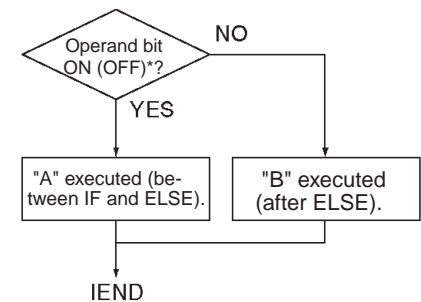 Operand bit
ON (OFF)*?
NO
YES
"A" executed (be-
tween IF and ELSE).
"B" executed
(after ELSE).
IEND